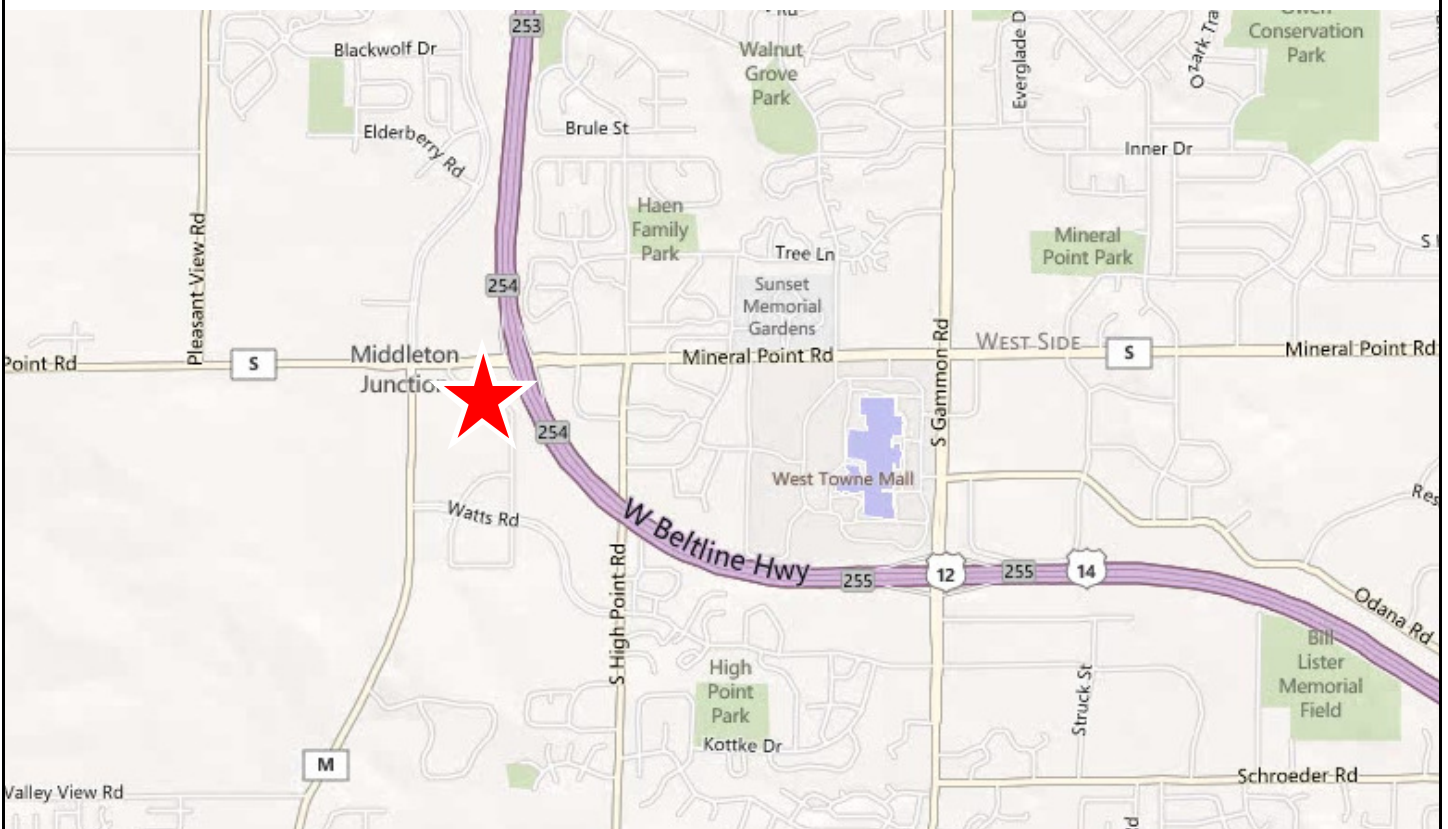 253
Blackwolf Dr
Walnut
Grove
Park
Everglade D
Ozark Tra
Conservation
Park
Elderberry Rd
Brule St
Inner Dr
Pleasant View Rd
Haen
Family
Park
Tree Ln
Mineral
Point Park
254
Sunset
Memorial
Gardens
S Gammon Rd
WEST SIDE
S
Mineral Point Rd
Point Rd
S
Middleton
Junction
Mineral Point Rd
254
West Towne Mall
Watts Rd
W Beltline Hwy
S High Point Rd
255
12
255
14
Odana Rd
Bill
Lister
Memorial
Field
High
Point
Park
Kottke Dr
Struck St
M
Valley View Rd
Schroeder Rd